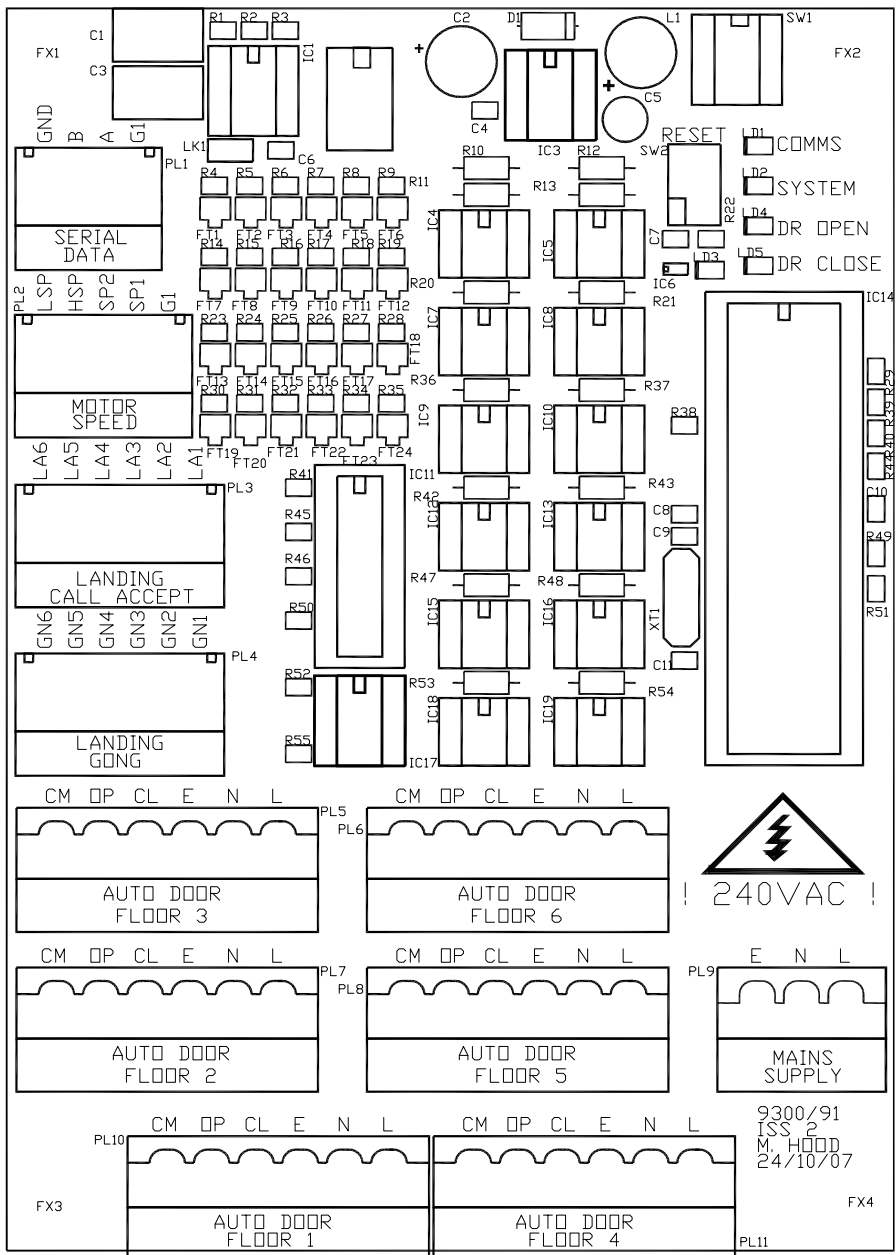 R1 R2 R3
C1
FX1
C3
IC1
C2
D1
L1
SW1
FX2
C4
IC3
C5
GND B A G1
LK1
C6
PL1
SERIAL
DATA
R4 R5 R6 R7 R8 R9
R11
FT1 FT2 FT3 FT4 FT5 FT6
R10
R12
R13
SW2
RESET
R22
LD1
COMMS
LD2
SYSTEM
LD4
DR OPEN
LD5
DR CLOSE
C7
IC6
LD3
IC4
IC5
IC14
PL2
LSP HSP SP2 SP1 G1
R14 R15 R16 R17 R18 R19
R20
FT7 FT8 FT9 FT10 FT11 FT12
R21
IC7
IC8
R23 R24 R25 R26 R27 R28
FT18
FT13 FT14 FT15 FT16 FT17
MOTOR
SPEED
R36
R37
R30 R31 R32 R33 R34 R35
IC9
IC10
R38
R29
R39
R40
R44
C10
R49
R51
FT19 FT20 FT21 FT22 FT23 FT24
LA6 LA5 LA4 LA3 LA2 LA1
PL3
LANDING
CALL ACCEPT
R41
R45
R46
R50
IC11
R42
R43
IC12
IC13
C8
C9
R47
R48
XT1
C11
IC15
IC16
GN6 GN5 GN4 GN3 GN2 GN1
PL4
LANDING
GONG
R52
R55
R53
IC17
R54
IC18
IC19
CM OP CL E N L
PL5
AUTO DOOR
FLOOR 3
CM OP CL E N L
PL6
AUTO DOOR
FLOOR 6
! 240VAC !
CM OP CL E N L
PL7
AUTO DOOR
FLOOR 2
CM OP CL E N L
PL8
AUTO DOOR
FLOOR 5
E N L
PL9
MAINS
SUPPLY
CM OP CL E N L
PL10
AUTO DOOR
FLOOR 1
CM OP CL E N L
AUTO DOOR
FLOOR 4
PL11
9300/91
ISS 2
M. HOOD
24/10/07
FX3
FX4